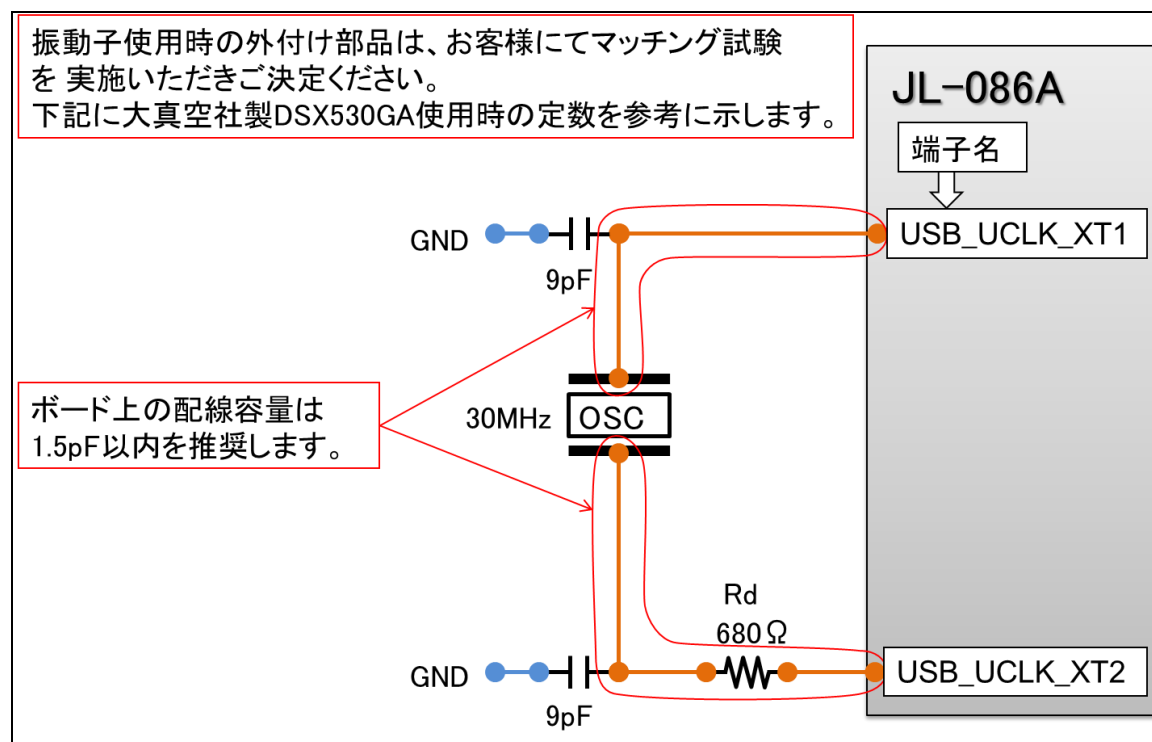 振動子使用時の外付け部品は、お客様にてマッチング試験
を 実施いただきご決定ください。
下記に大真空社製DSX530GA使用時の定数を参考に示します。
JL-086A
端子名
USB_UCLK_XT1
GND
9pF
ボード上の配線容量は
1.5pF以内を推奨します。
30MHz
OSC
Rd
680Ω
GND
9pF
USB_UCLK_XT2